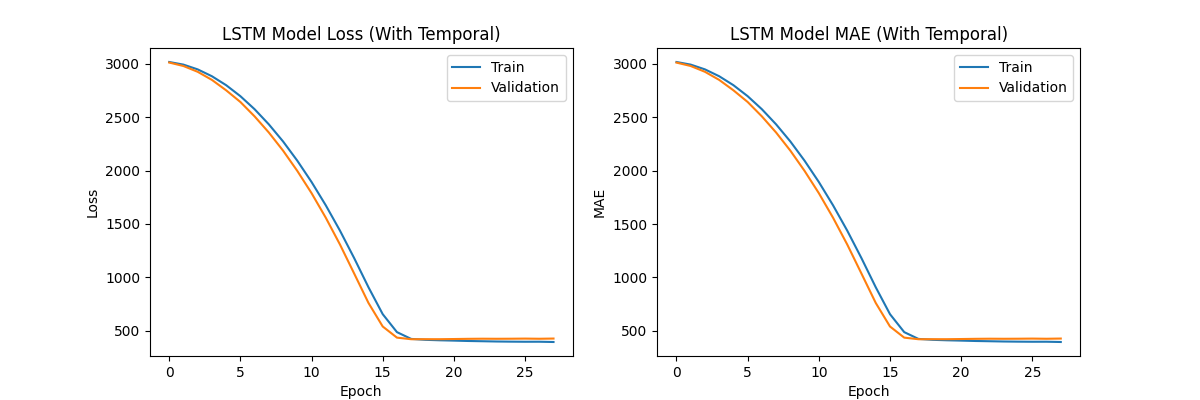 LSTM Model Loss (With Temporal)
3000
2500
2000
1500
1000
500
Loss
0 5 10 15 20 25
Epoch
Train
Validation
LSTM Model MAE (With Temporal)
3000
2500
2000
1500
1000
500
MAE
0 5 10 15 20 25
Epoch
Train
Validation